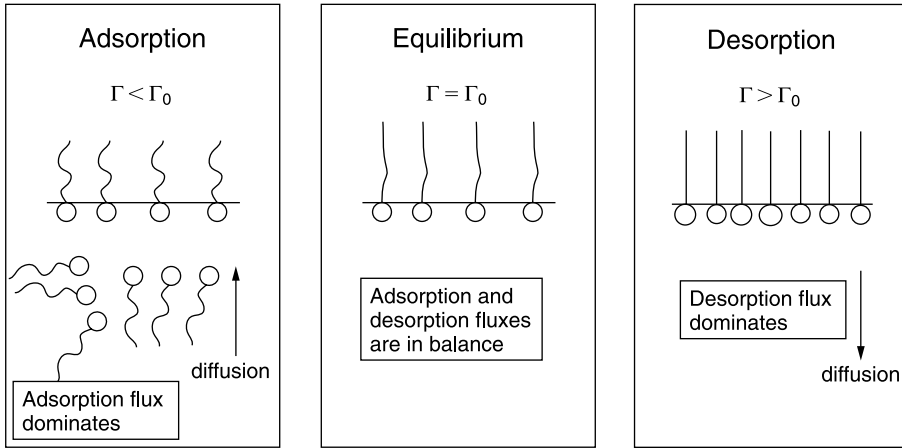 Adsorption
Γ < Γ₀
diffusion
Adsorption flux
dominates
Equilibrium
Γ = Γ₀
Adsorption and
desorption fluxes
are in balance
Desorption
Γ > Γ₀
Desorption flux
dominates
diffusion